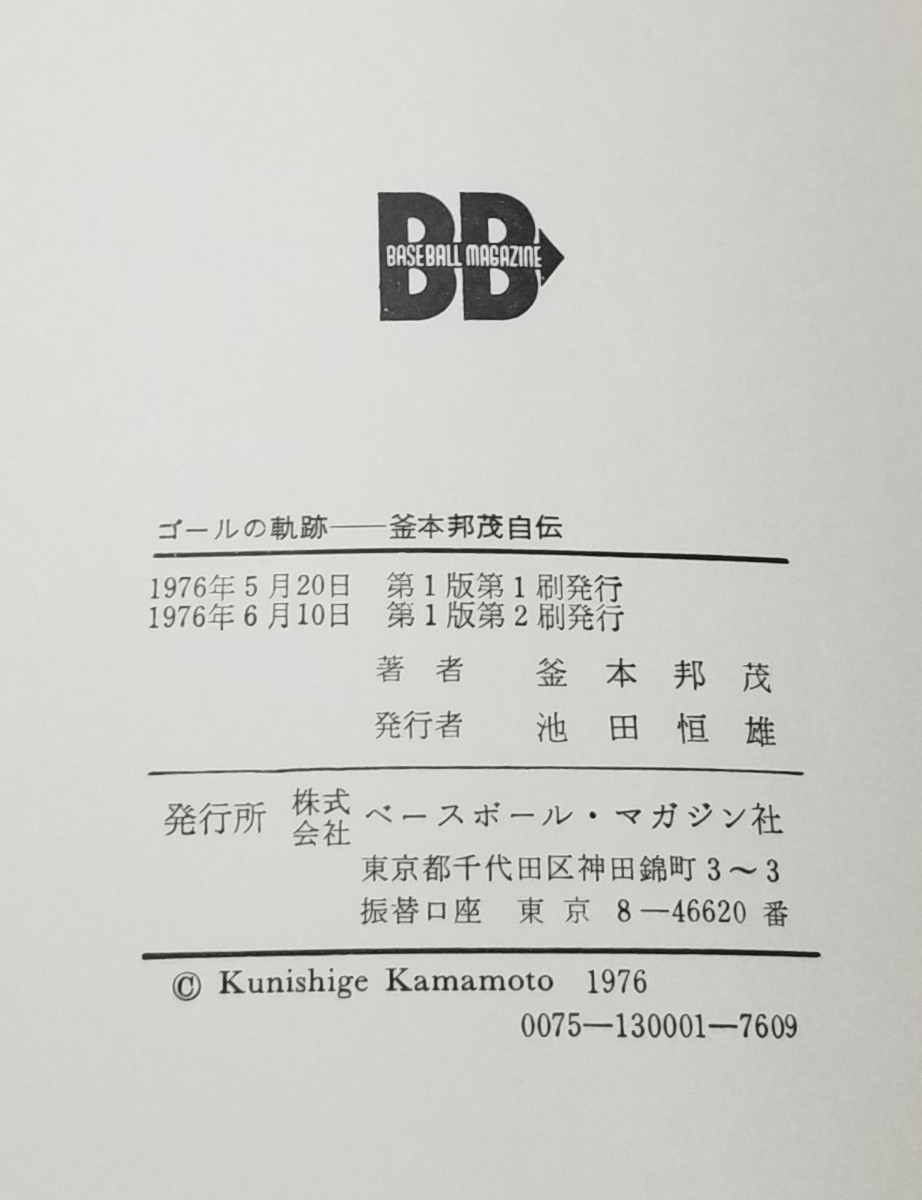 BB
BASEBALL MAGAZINE
ゴールの軌跡——釜本邦茂自伝
1976年5月20日 第1版第1刷発行
1976年6月10日 第1版第2刷発行
著者 釜本邦茂
発行者 池田恒雄
発行所 株式会社 ベースボール・マガジン社
東京都千代田区神田錦町3〜3
振替口座 東京 8—46620番
© Kunishige Kamamoto 1976
0075—130001—7609